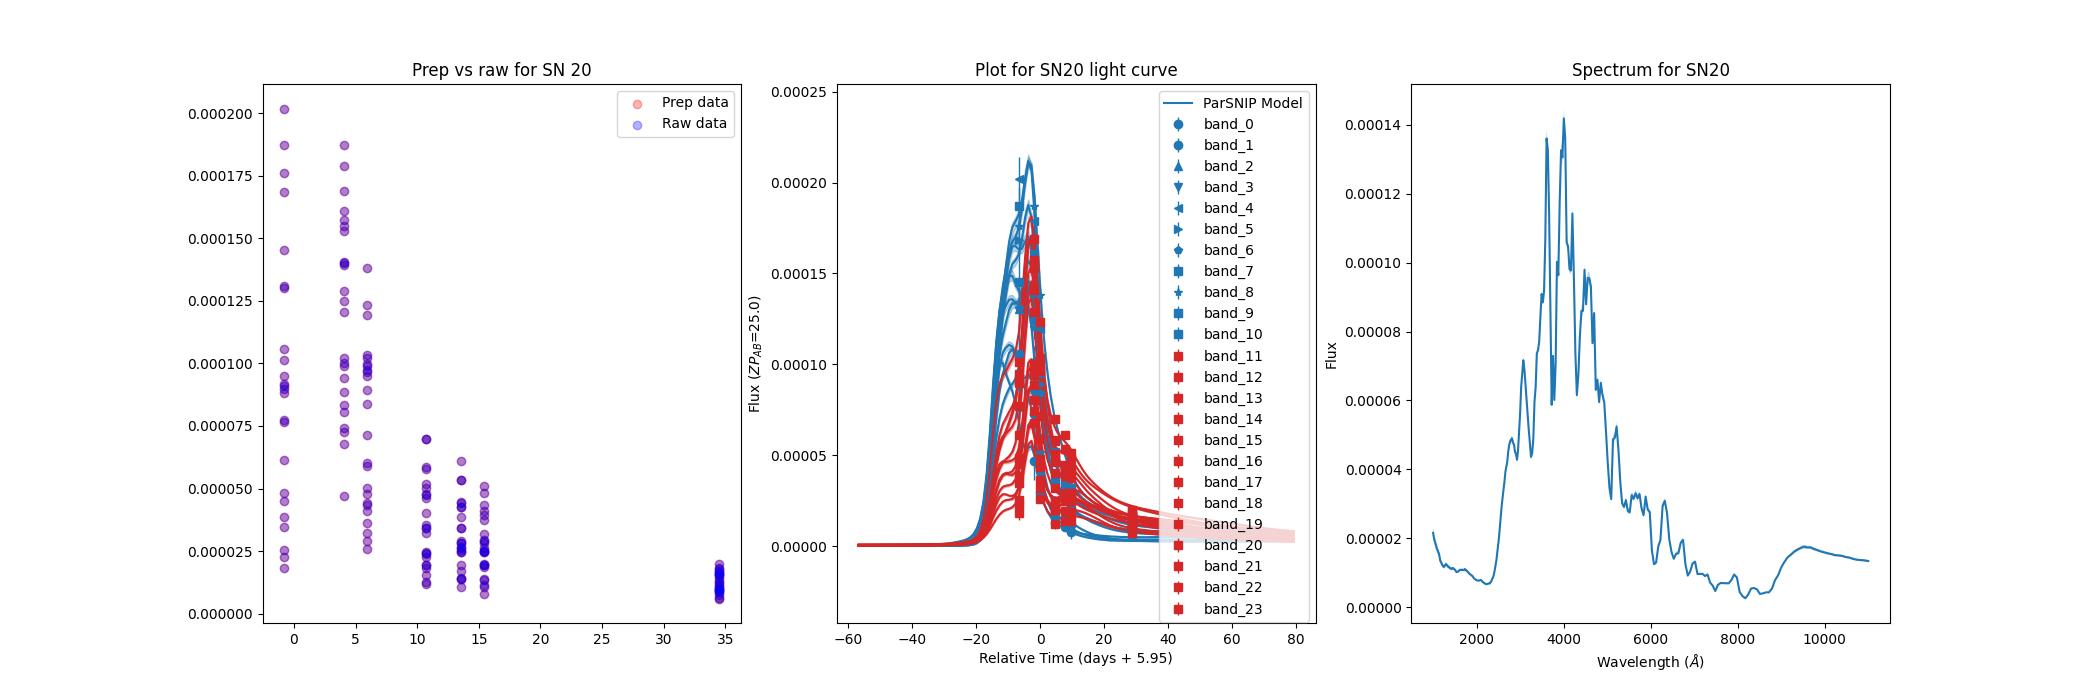 Prep vs raw for SN 20
0.000200
0.000175
0.000150
0.000125
0.000100
0.000075
0.000050
0.000025
0.000000
0
5
10
15
20
25
30
35
Prep data
Raw data
Plot for SN20 light curve
Flux (ZP_AB=25.0)
0.00025
0.00020
0.00015
0.00010
0.00005
0.00000
−60
−40
−20
0
20
40
60
80
Relative Time (days + 5.95)
ParSNIP Model
band_0
band_1
band_2
band_3
band_4
band_5
band_6
band_7
band_8
band_9
band_10
band_11
band_12
band_13
band_14
band_15
band_16
band_17
band_18
band_19
band_20
band_21
band_22
band_23
Spectrum for SN20
Flux
0.00014
0.00012
0.00010
0.00008
0.00006
0.00004
0.00002
0.00000
2000
4000
6000
8000
10000
Wavelength (Å)